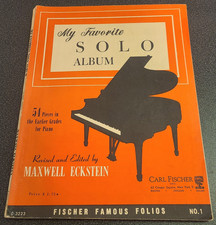 My Favorite
SOLO
ALBUM
51 Pieces in
the Earlier Grades
for Piano
Revised and Edited by
MAXWELL ECKSTEIN
CARL FISCHER
FISCHER FAMOUS FOLIOS
NO. 1